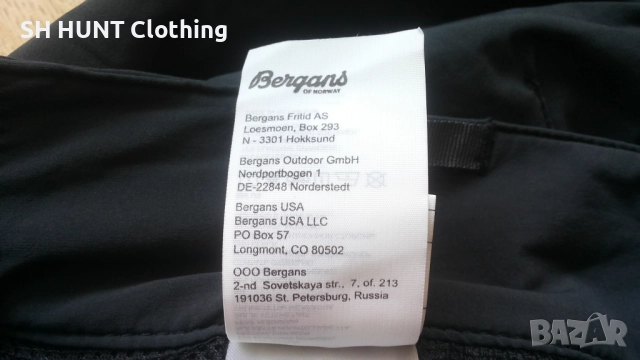 SH HUNT Clothing
Bergans
OF NORWAY
Bergans Fritid AS
Loesmoen, Box 293
N - 3301 Hokksund
Bergans Outdoor GmbH
Nordportbogen 1
DE-22848 Norderstedt
Bergans USA
Bergans USA LLC
PO Box 57
Longmont, CO 80502
OOO Bergans
2-nd Sovetskaya str., 7, of. 213
191036 St. Petersburg, Russia
BAZAR